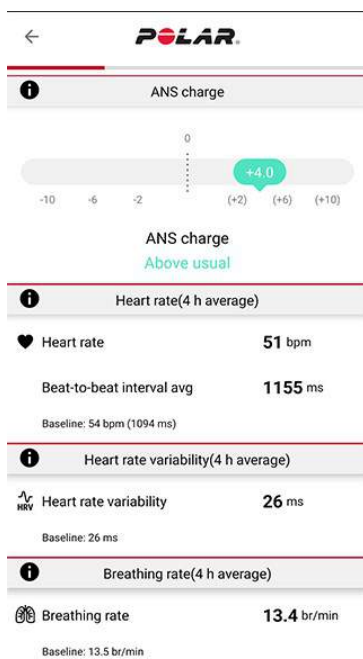 POLAR.
ANS charge
0
+4.0
-10 -6 -2 (+2) (+6) (+10)
ANS charge
Above usual
Heart rate(4 h average)
Heart rate 51 bpm
Beat-to-beat interval avg 1155 ms
Baseline: 54 bpm (1094 ms)
Heart rate variability(4 h average)
HRV Heart rate variability 26 ms
Baseline: 26 ms
Breathing rate(4 h average)
Breathing rate 13.4 br/min
Baseline: 13.5 br/min